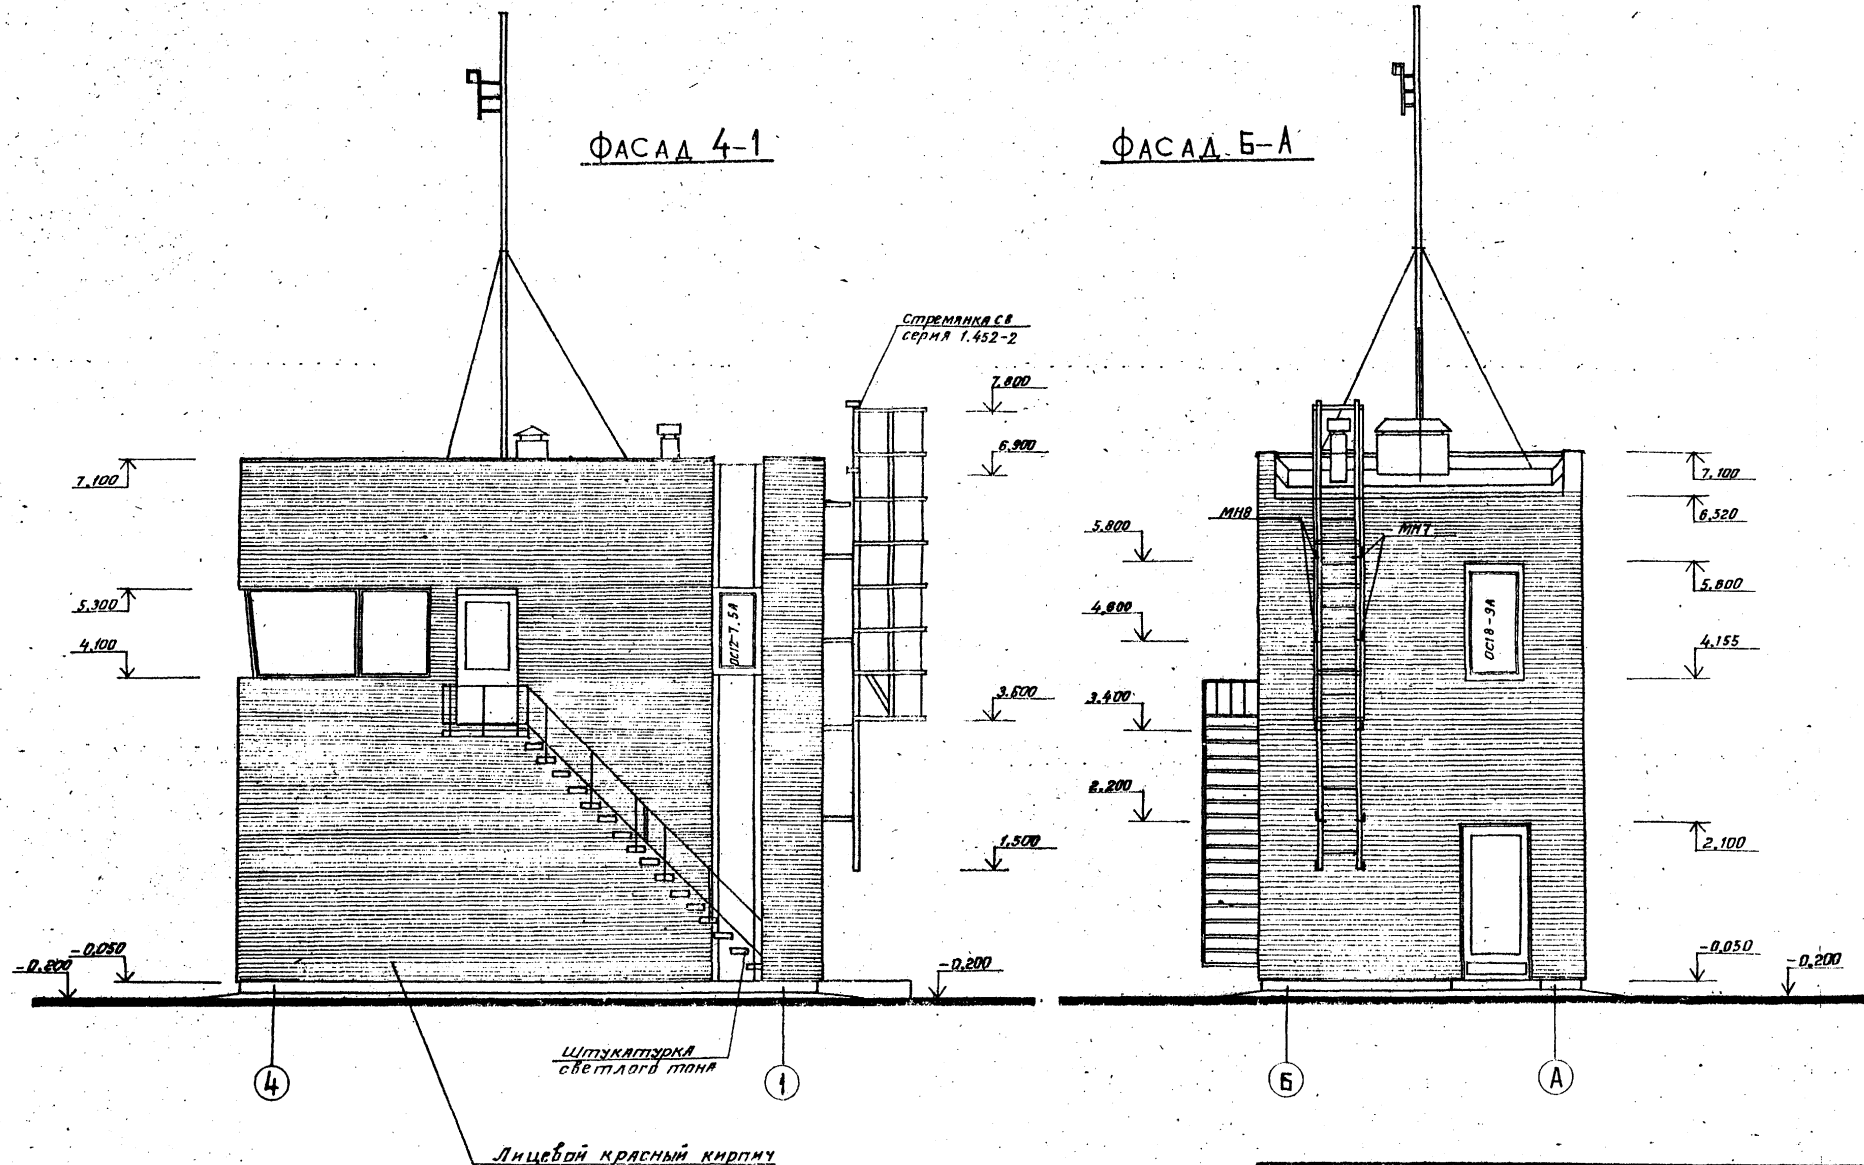 ФАСАД 4-1
ФАСАД Б-А
Стремянка С8
серия 1.452-2
7.800
6.900
7.100
5.300
4.100
ОС12-7.5А
3.600
1.500
-0.050
-0.200
-0.200
4
1
Штукатурка
светлого тона
Лицевой красный кирпич
МН8
МН7
5.800
4.600
3.400
2.200
7.100
6.520
5.800
4.155
ОС18-9А
2.100
-0.050
-0.200
Б
А